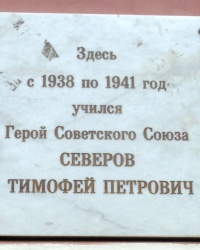 Здесь
с 1938 по 1941 год
учился
Герой Советского Союза
СЕВЕРОВ
ТИМОФЕЙ ПЕТРОВИЧ